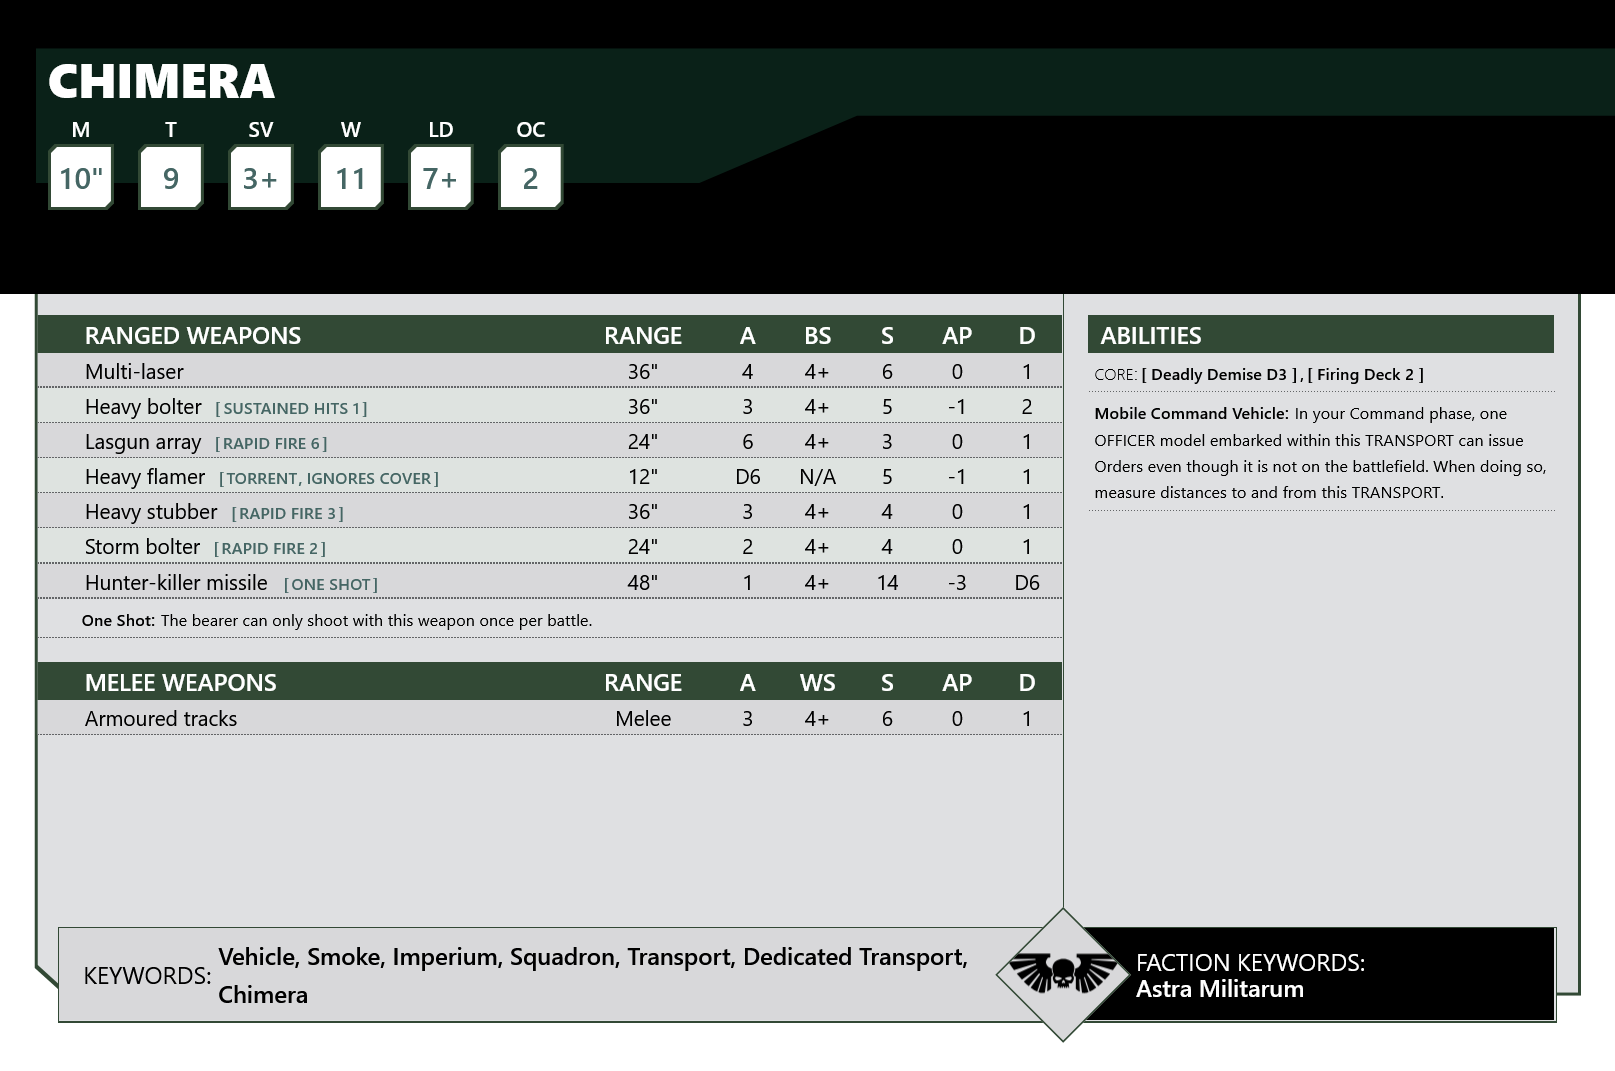 CHIMERA
M T SV W LD OC
10" 9 3+ 11 7+ 2
RANGED WEAPONS RANGE A BS S AP D
Multi-laser 36" 4 4+ 6 0 1
Heavy bolter [SUSTAINED HITS 1] 36" 3 4+ 5 -1 2
Lasgun array [RAPID FIRE 6] 24" 6 4+ 3 0 1
Heavy flamer [TORRENT, IGNORES COVER] 12" D6 N/A 5 -1 1
Heavy stubber [RAPID FIRE 3] 36" 3 4+ 4 0 1
Storm bolter [RAPID FIRE 2] 24" 2 4+ 4 0 1
Hunter-killer missile [ONE SHOT] 48" 1 4+ 14 -3 D6
One Shot: The bearer can only shoot with this weapon once per battle.
MELEE WEAPONS RANGE A WS S AP D
Armoured tracks Melee 3 4+ 6 0 1
ABILITIES
CORE: [ Deadly Demise D3 ] , [ Firing Deck 2 ]
Mobile Command Vehicle: In your Command phase, one
OFFICER model embarked within this TRANSPORT can issue
Orders even though it is not on the battlefield. When doing so,
measure distances to and from this TRANSPORT.
KEYWORDS: Vehicle, Smoke, Imperium, Squadron, Transport, Dedicated Transport,
Chimera
FACTION KEYWORDS:
Astra Militarum